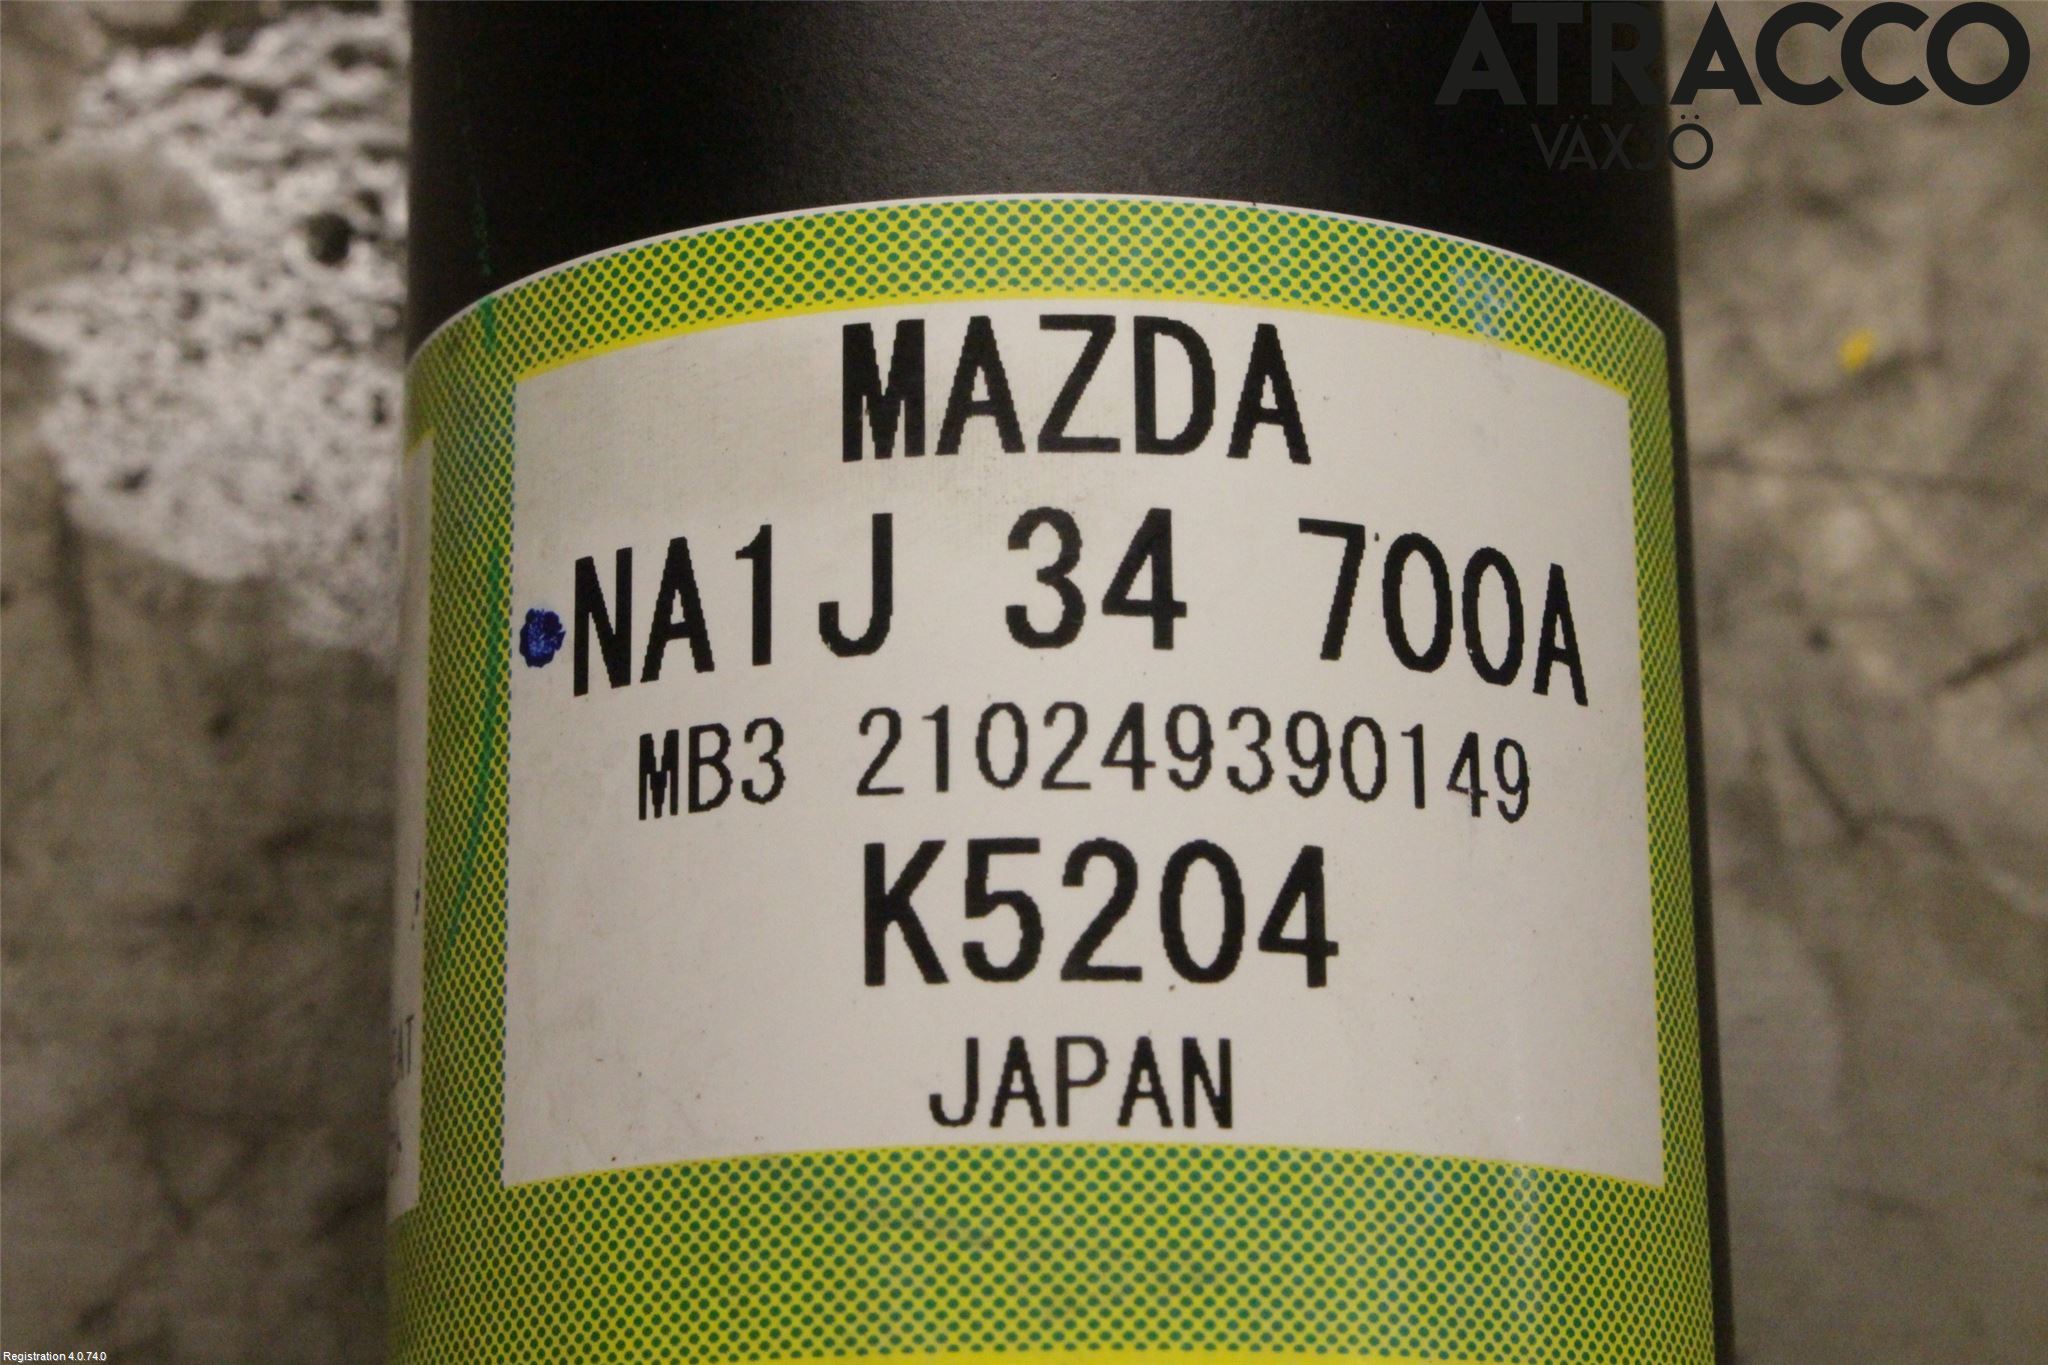 ATRACCO
VÄXJÖ
MAZDA
NA1J 34 700A
MB3 210249390149
K5204
JAPAN
Registration 4.0.74.0